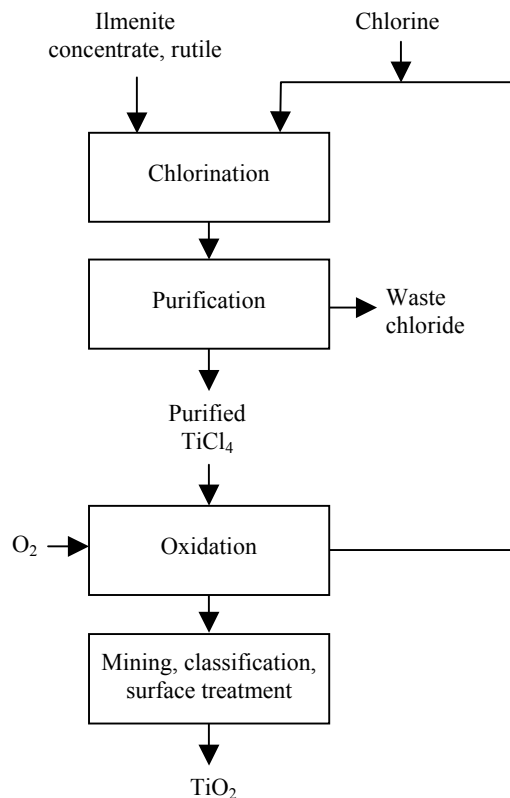 Ilmenite
concentrate, rutile
Chlorine
Chlorination
Purification
Waste
chloride
Purified
TiCl₄
O₂
Oxidation
Mining, classification,
surface treatment
TiO₂